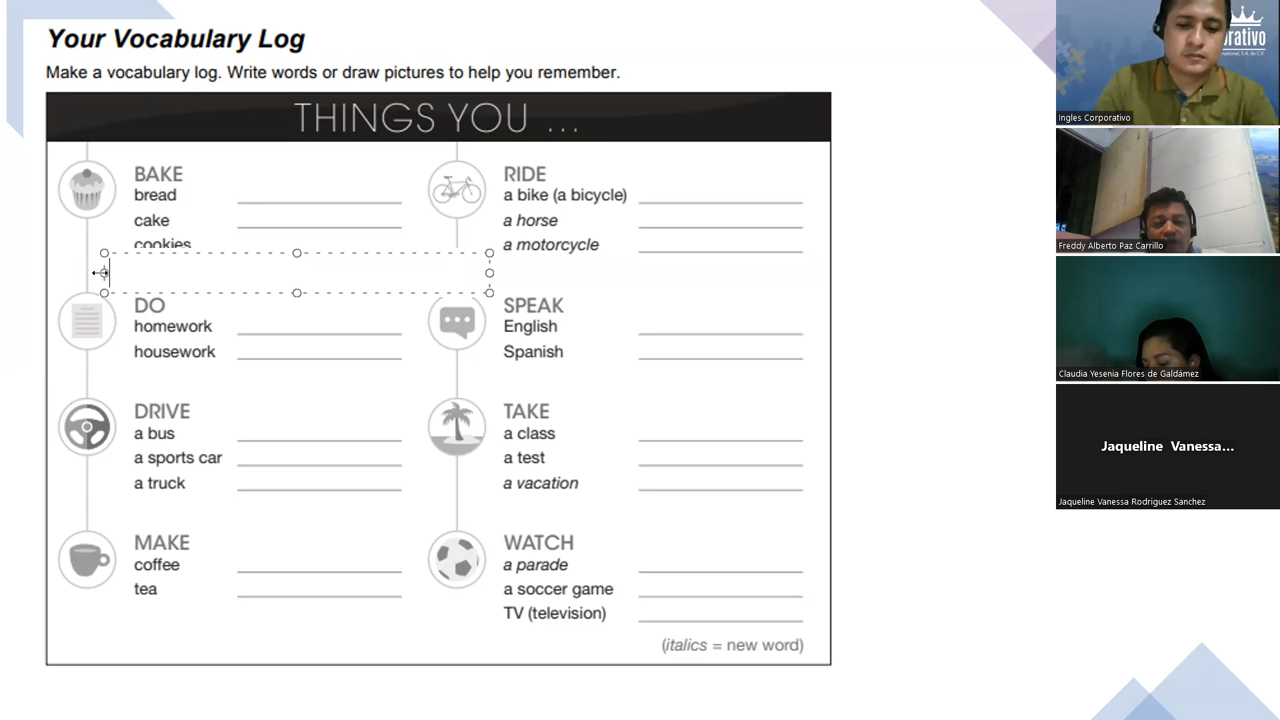 Your Vocabulary Log
Make a vocabulary log. Write words or draw pictures to help you remember.
THINGS YOU ...
BAKE
bread
cake
cookies
DO
homework
housework
DRIVE
a bus
a sports car
a truck
MAKE
coffee
tea
RIDE
a bike (a bicycle)
a horse
a motorcycle
SPEAK
English
Spanish
TAKE
a class
a test
a vacation
WATCH
a parade
a soccer game
TV (television)
(italics = new word)
Ingles Corporativo
Freddy Alberto Paz Carrillo
Claudia Yesenia Flores de Galdámez
Jaqueline Vanessa...
Jaqueline Vanessa Rodriguez Sanchez